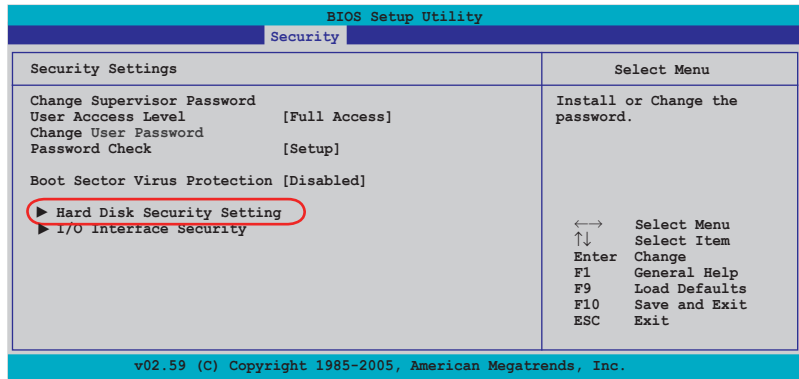 BIOS Setup Utility
Security
Security Settings
Change Supervisor Password
User Acccess Level [Full Access]
Change User Password
Password Check [Setup]
Boot Sector Virus Protection [Disabled]
▶ Hard Disk Security Setting
▶ I/O Interface Security
Select Menu
Install or Change the
password.
←→ Select Menu
↑↓ Select Item
Enter Change
F1 General Help
F9 Load Defaults
F10 Save and Exit
ESC Exit
v02.59 (C) Copyright 1985-2005, American Megatrends, Inc.